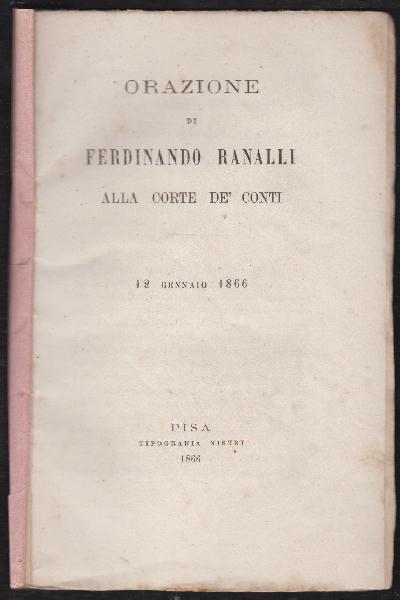 ORAZIONE
DI
FERDINANDO RANALLI
ALLA CORTE DE' CONTI
12 GENNAIO 1866
PISA
TIPOGRAFIA NISTRI
1866